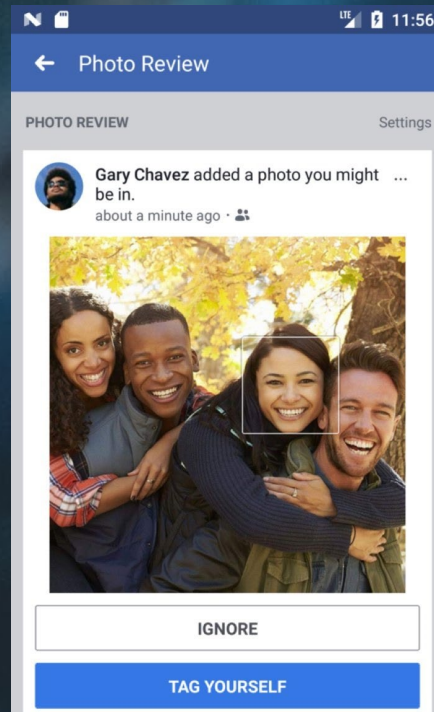 LTE 11:56
Photo Review
PHOTO REVIEW Settings
Gary Chavez added a photo you might ...
be in.
about a minute ago ·
IGNORE
TAG YOURSELF